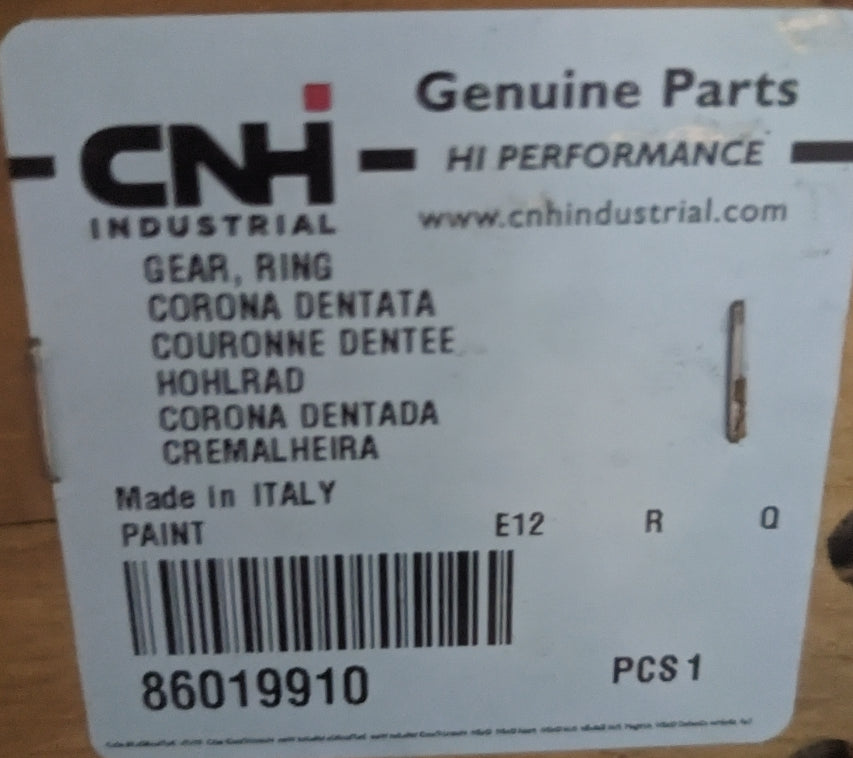 Genuine Parts
CNH
INDUSTRIAL
HI PERFORMANCE
www.cnhindustrial.com
GEAR, RING
CORONA DENTATA
COURONNE DENTEE
HOHLRAD
CORONA DENTADA
CREMALHEIRA
Made in ITALY
PAINT E12 R Q
86019910
PCS 1